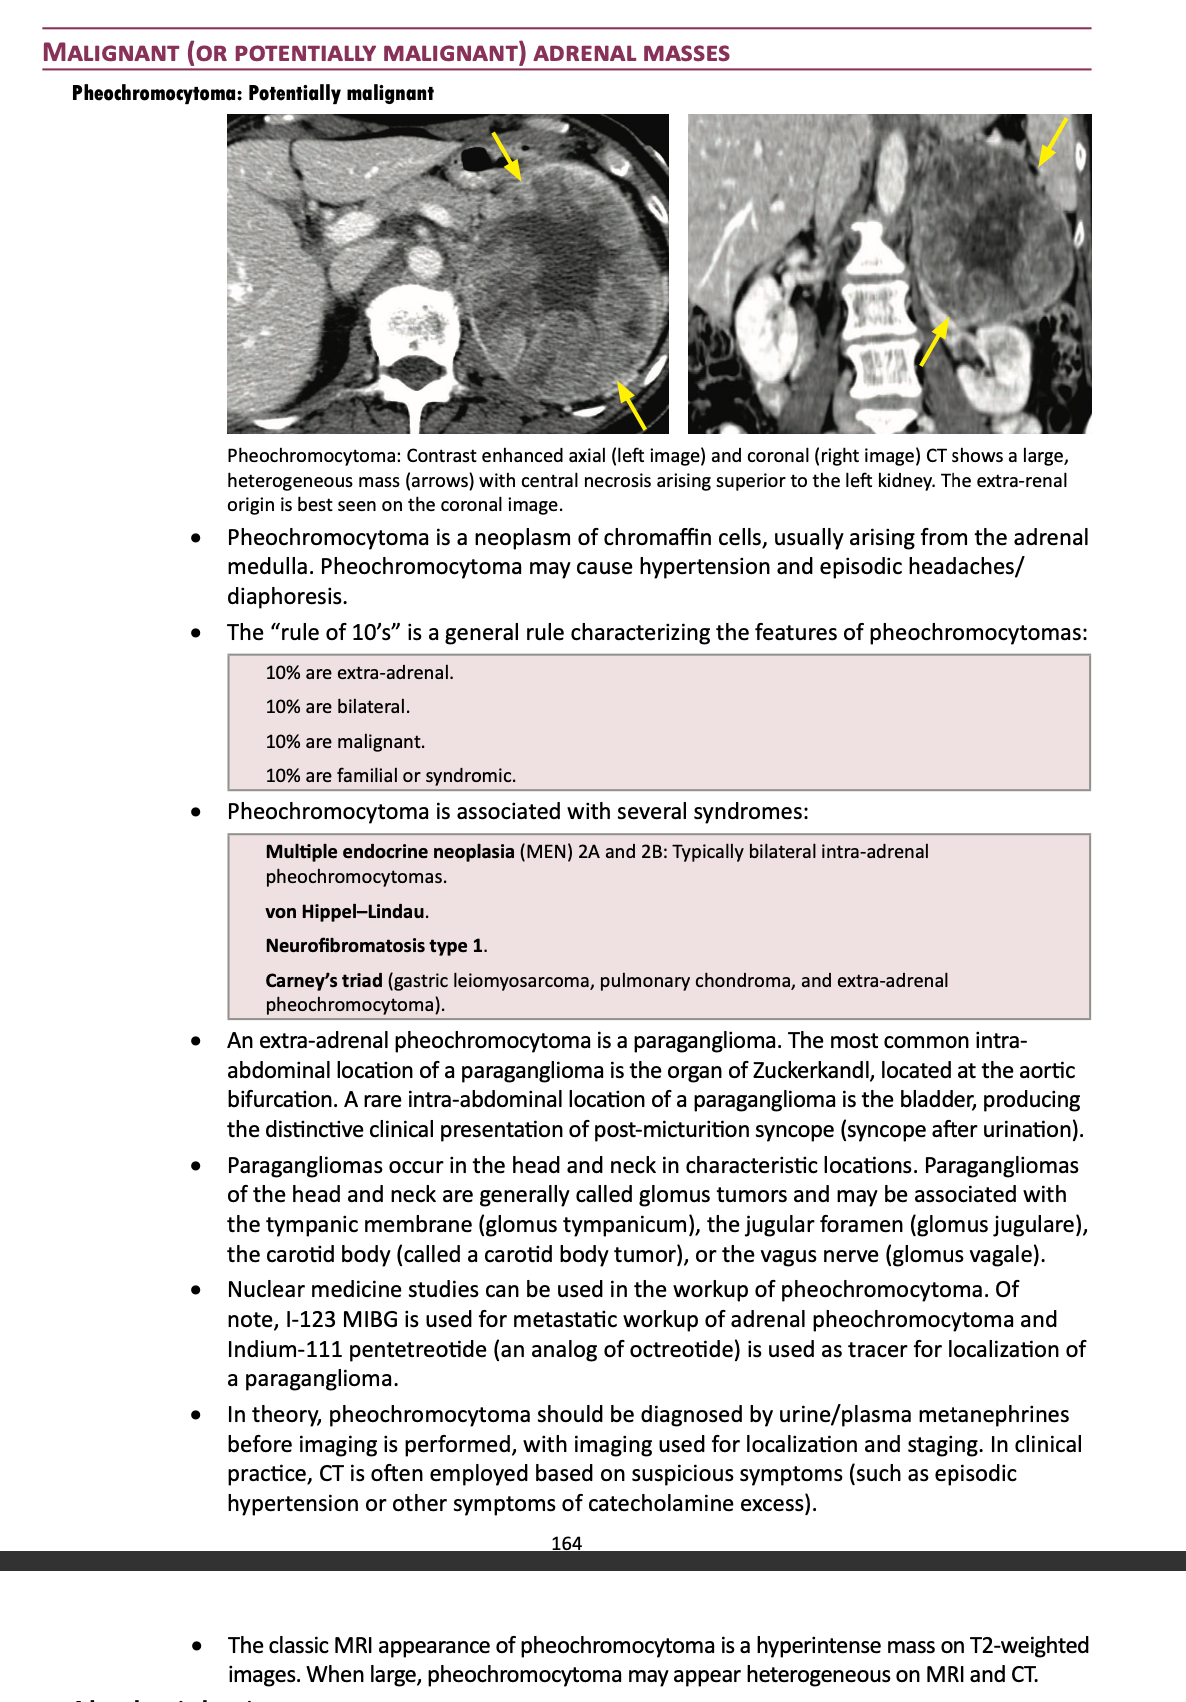 MALIGNANT (OR POTENTIALLY MALIGNANT) ADRENAL MASSES
Pheochromocytoma: Potentially malignant
Pheochromocytoma: Contrast enhanced axial (left image) and coronal (right image) CT shows a large,
heterogeneous mass (arrows) with central necrosis arising superior to the left kidney. The extra-renal
origin is best seen on the coronal image.
• Pheochromocytoma is a neoplasm of chromaffin cells, usually arising from the adrenal
medulla. Pheochromocytoma may cause hypertension and episodic headaches/
diaphoresis.
• The “rule of 10’s” is a general rule characterizing the features of pheochromocytomas:
10% are extra-adrenal.
10% are bilateral.
10% are malignant.
10% are familial or syndromic.
• Pheochromocytoma is associated with several syndromes:
Multiple endocrine neoplasia (MEN) 2A and 2B: Typically bilateral intra-adrenal
pheochromocytomas.
von Hippel–Lindau.
Neurofibromatosis type 1.
Carney’s triad (gastric leiomyosarcoma, pulmonary chondroma, and extra-adrenal
pheochromocytoma).
• An extra-adrenal pheochromocytoma is a paraganglioma. The most common intra-
abdominal location of a paraganglioma is the organ of Zuckerkandl, located at the aortic
bifurcation. A rare intra-abdominal location of a paraganglioma is the bladder, producing
the distinctive clinical presentation of post-micturition syncope (syncope after urination).
• Paragangliomas occur in the head and neck in characteristic locations. Paragangliomas
of the head and neck are generally called glomus tumors and may be associated with
the tympanic membrane (glomus tympanicum), the jugular foramen (glomus jugulare),
the carotid body (called a carotid body tumor), or the vagus nerve (glomus vagale).
• Nuclear medicine studies can be used in the workup of pheochromocytoma. Of
note, I-123 MIBG is used for metastatic workup of adrenal pheochromocytoma and
Indium-111 pentetreotide (an analog of octreotide) is used as tracer for localization of
a paraganglioma.
• In theory, pheochromocytoma should be diagnosed by urine/plasma metanephrines
before imaging is performed, with imaging used for localization and staging. In clinical
practice, CT is often employed based on suspicious symptoms (such as episodic
hypertension or other symptoms of catecholamine excess).
164
• The classic MRI appearance of pheochromocytoma is a hyperintense mass on T2-weighted
images. When large, pheochromocytoma may appear heterogeneous on MRI and CT.